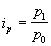 i_p = p_1 / p_0